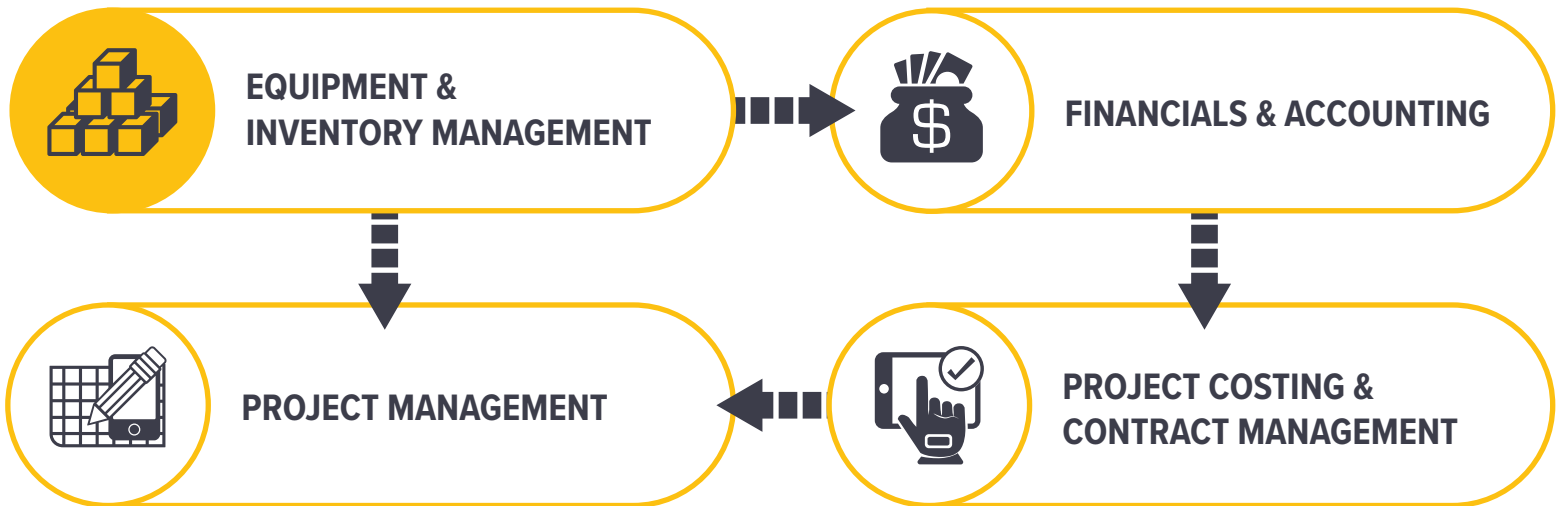 EQUIPMENT &
INVENTORY MANAGEMENT
$
FINANCIALS & ACCOUNTING
PROJECT MANAGEMENT
PROJECT COSTING &
CONTRACT MANAGEMENT